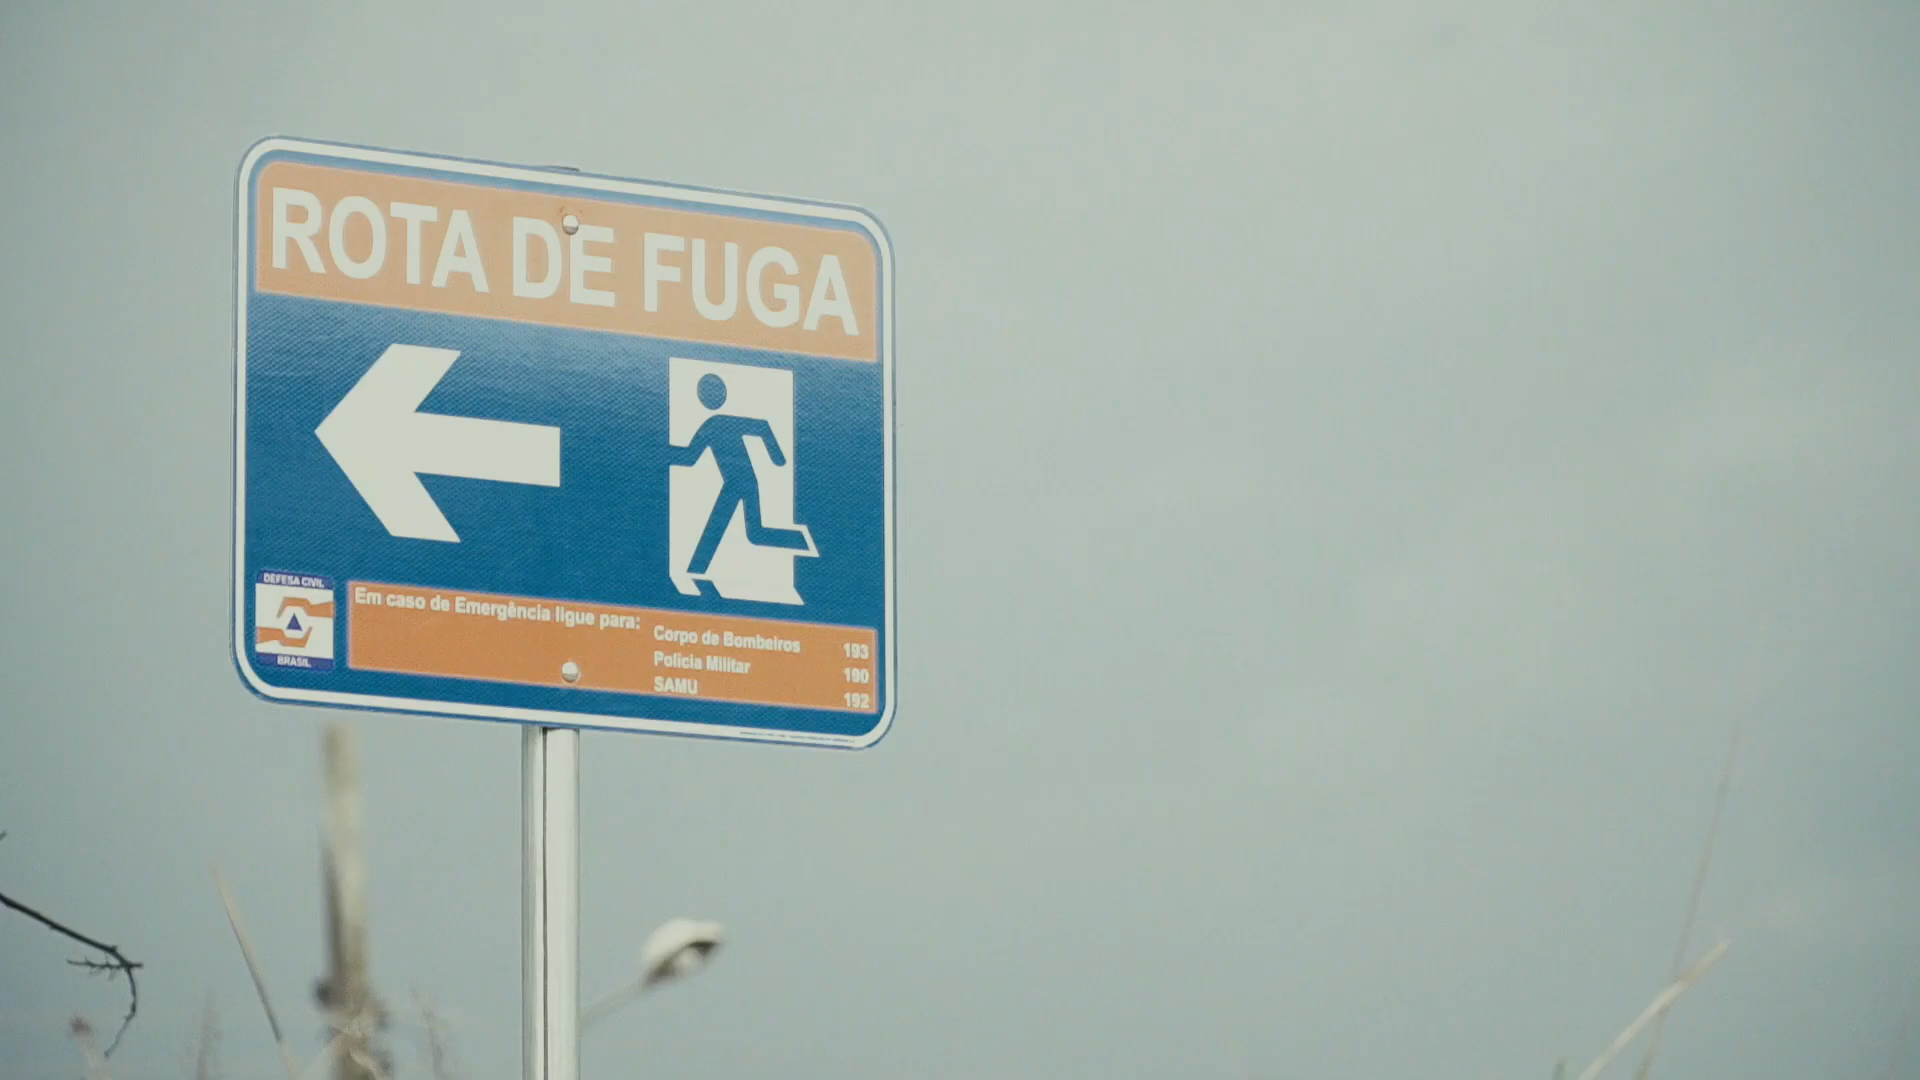 ROTA DE FUGA
DEFESA CIVIL
BRASIL
Em caso de Emergência ligue para:
Corpo de Bombeiros 193
Polícia Militar 190
SAMU 192